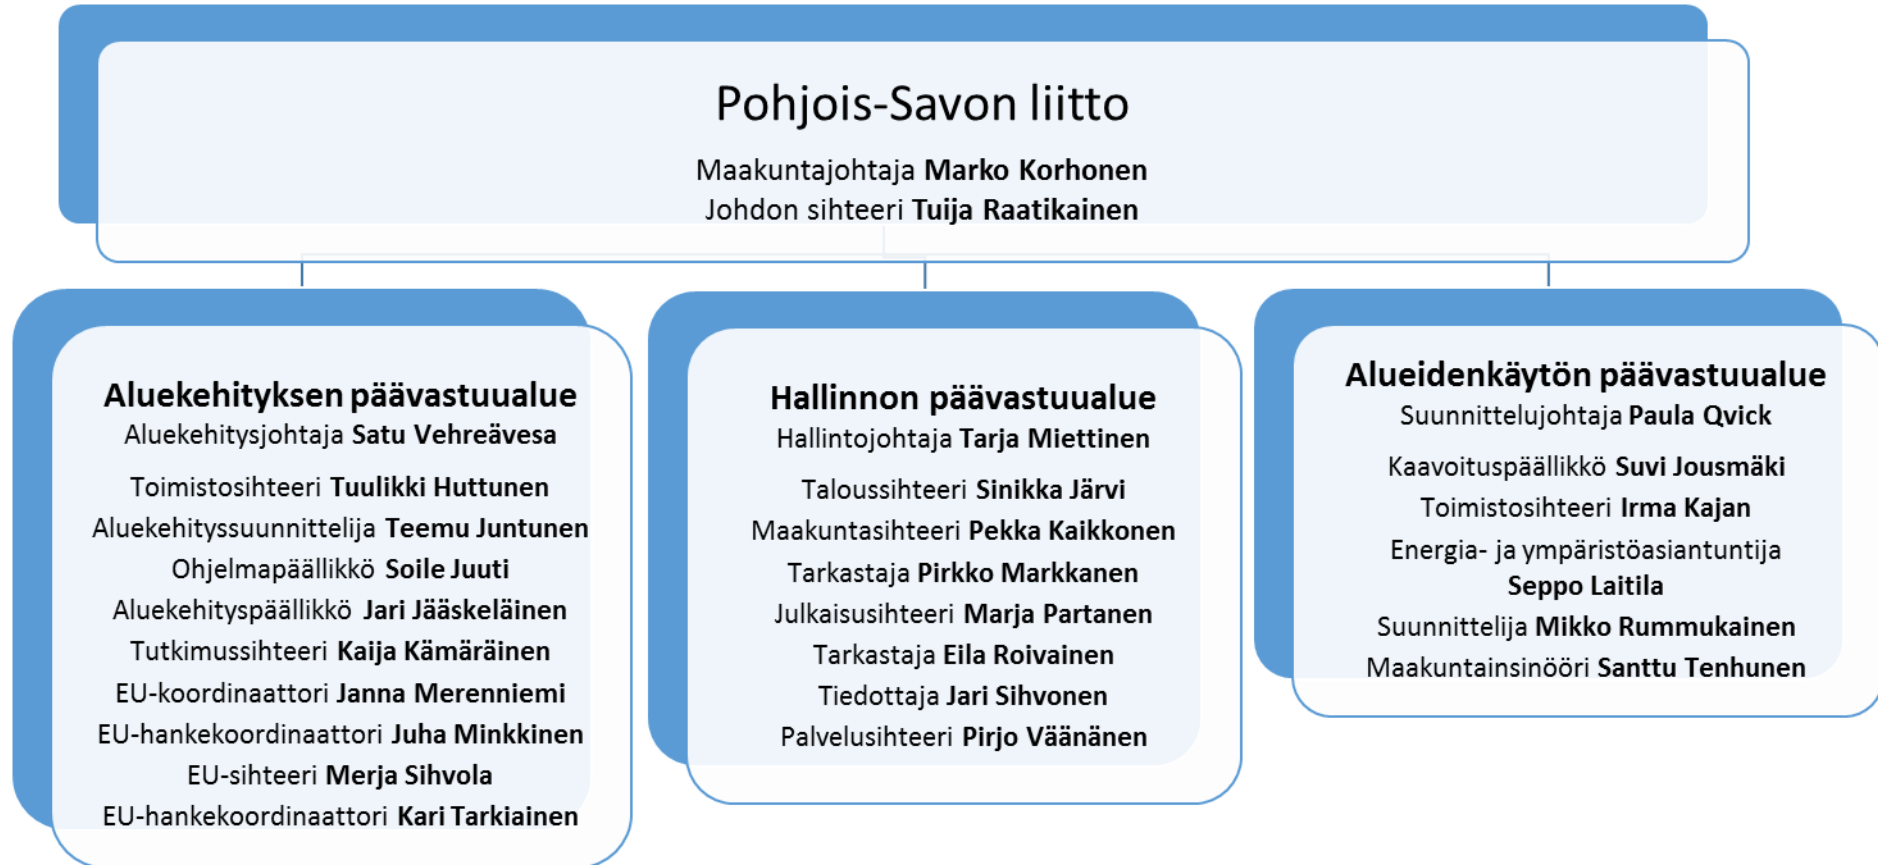 Pohjois-Savon liitto
Maakuntajohtaja Marko Korhonen
Johdon sihteeri Tuija Raatikainen
Aluekehityksen päävastuualue
Aluekehitysjohtaja Satu Vehreävesa
Toimistosihteeri Tuulikki Huttunen
Aluekehityssuunnittelija Teemu Juntunen
Ohjelmapäällikkö Soile Juuti
Aluekehityspäällikkö Jari Jääskeläinen
Tutkimussihteeri Kaija Kämäräinen
EU-koordinaattori Janna Merenniemi
EU-hankekoordinaattori Juha Minkkinen
EU-sihteeri Merja Sihvola
EU-hankekoordinaattori Kari Tarkiainen
Hallinnon päävastuualue
Hallintojohtaja Tarja Miettinen
Taloussihteeri Sinikka Järvi
Maakuntasihteeri Pekka Kaikkonen
Tarkastaja Pirkko Markkanen
Julkaisusihteeri Marja Partanen
Tarkastaja Eila Roivainen
Tiedottaja Jari Sihvonen
Palvelusihteeri Pirjo Väänänen
Alueidenkäytön päävastuualue
Suunnittelujohtaja Paula Qvick
Kaavoituspäällikkö Suvi Jousmäki
Toimistosihteeri Irma Kajan
Energia- ja ympäristöasiantuntija
Seppo Laitila
Suunnittelija Mikko Rummukainen
Maakuntainsinööri Santtu Tenhunen